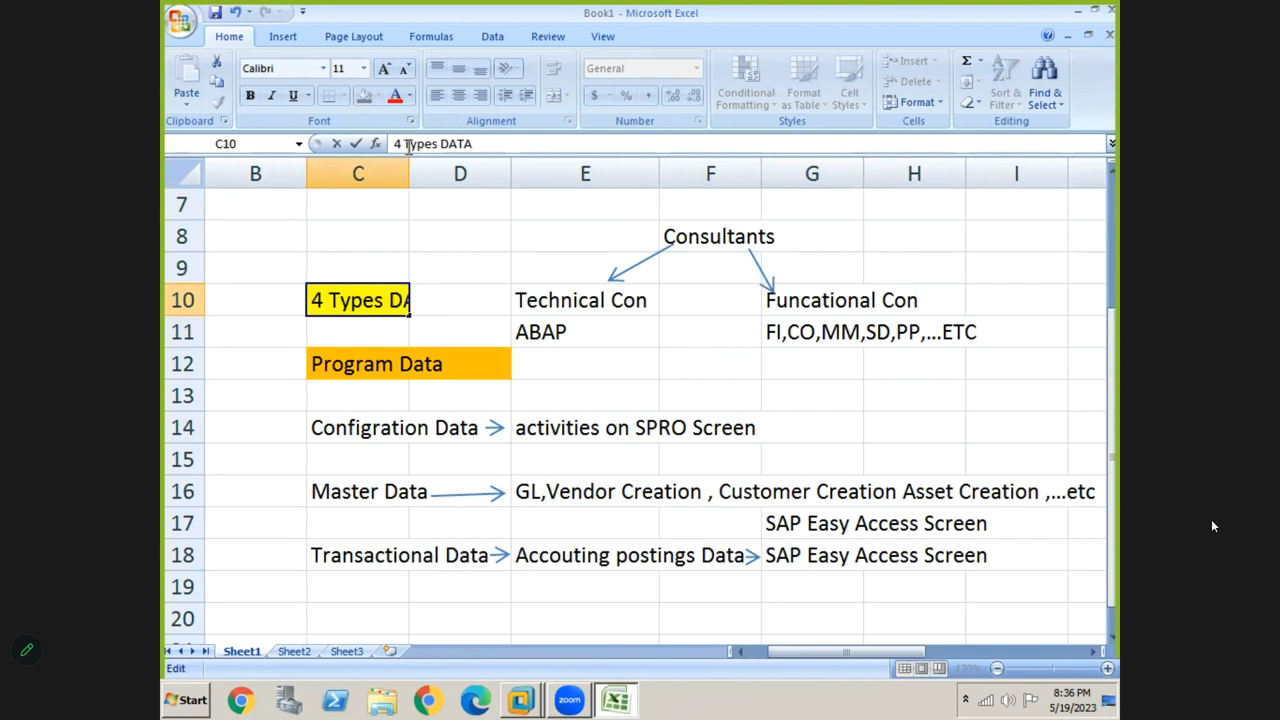 Book1 - Microsoft Excel
Home Insert Page Layout Formulas Data Review View
Calibri 11 General Insert Σ
Paste B I U A $ % , Conditional Formatting Format as Table Cell Styles Delete Format Sort & Filter Find & Select
Clipboard Font Alignment Number Styles Cells Editing
C10 fx 4 Types DATA
B C D E F G H I
7
8 Consultants
9
10 4 Types DA Technical Con Funcational Con
11 ABAP FI,CO,MM,SD,PP,...ETC
12 Program Data
13
14 Configration Data activities on SPRO Screen
15
16 Master Data GL,Vendor Creation , Customer Creation Asset Creation ,...etc
17 SAP Easy Access Screen
18 Transactional Data Accouting postings Data SAP Easy Access Screen
19
20
Sheet1 Sheet2 Sheet3
Edit 170%
Start zoom 8:36 PM
5/19/2023